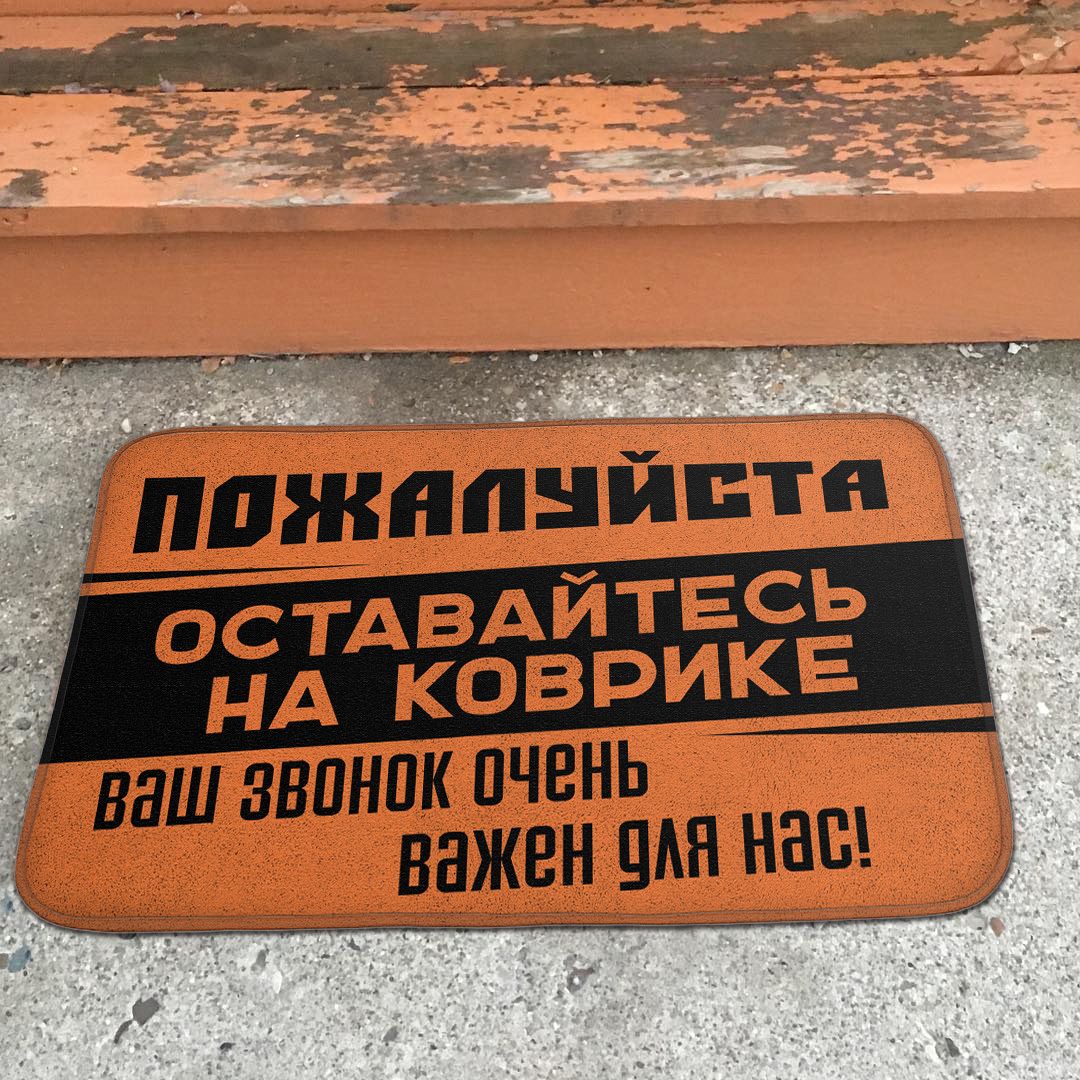 ПОЖАЛУЙСТА
ОСТАВАЙТЕСЬ
НА КОВРИКЕ
ваш звонок очень
важен для нас!